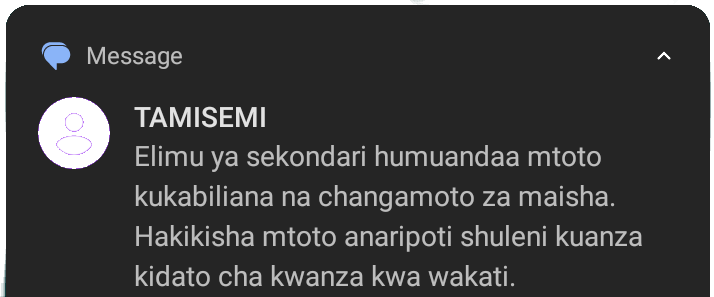 Message
TAMISEMI
Elimu ya sekondari humuandaa mtoto
kukabiliana na changamoto za maisha.
Hakikisha mtoto anaripoti shuleni kuanza
kidato cha kwanza kwa wakati.